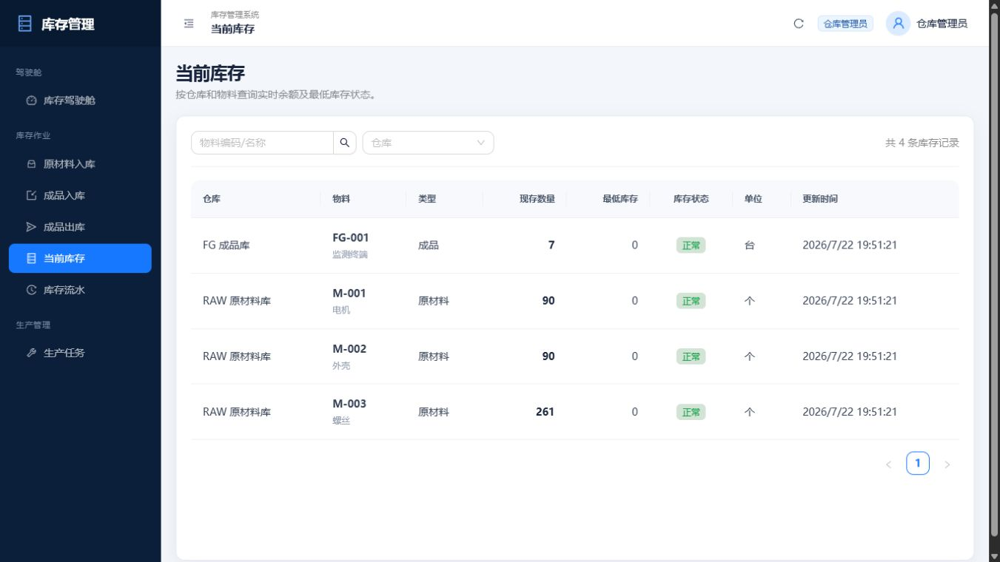 库存管理
驾驶舱
库存驾驶舱
库存作业
原材料入库
成品入库
成品出库
当前库存
库存流水
生产管理
生产任务
库存管理系统
当前库存
仓库管理员
仓库管理员
当前库存
按仓库和物料查询实时余额及最低库存状态。
物料编码/名称
仓库
共 4 条库存记录
仓库 物料 类型 现存数量 最低库存 库存状态 单位 更新时间
FG 成品库 FG-001 成品 7 0 正常 台 2026/7/22 19:51:21
监测终端
RAW 原材料库 M-001 原材料 90 0 正常 个 2026/7/22 19:51:21
电机
RAW 原材料库 M-002 原材料 90 0 正常 个 2026/7/22 19:51:21
外壳
RAW 原材料库 M-003 原材料 261 0 正常 个 2026/7/22 19:51:21
螺丝
1